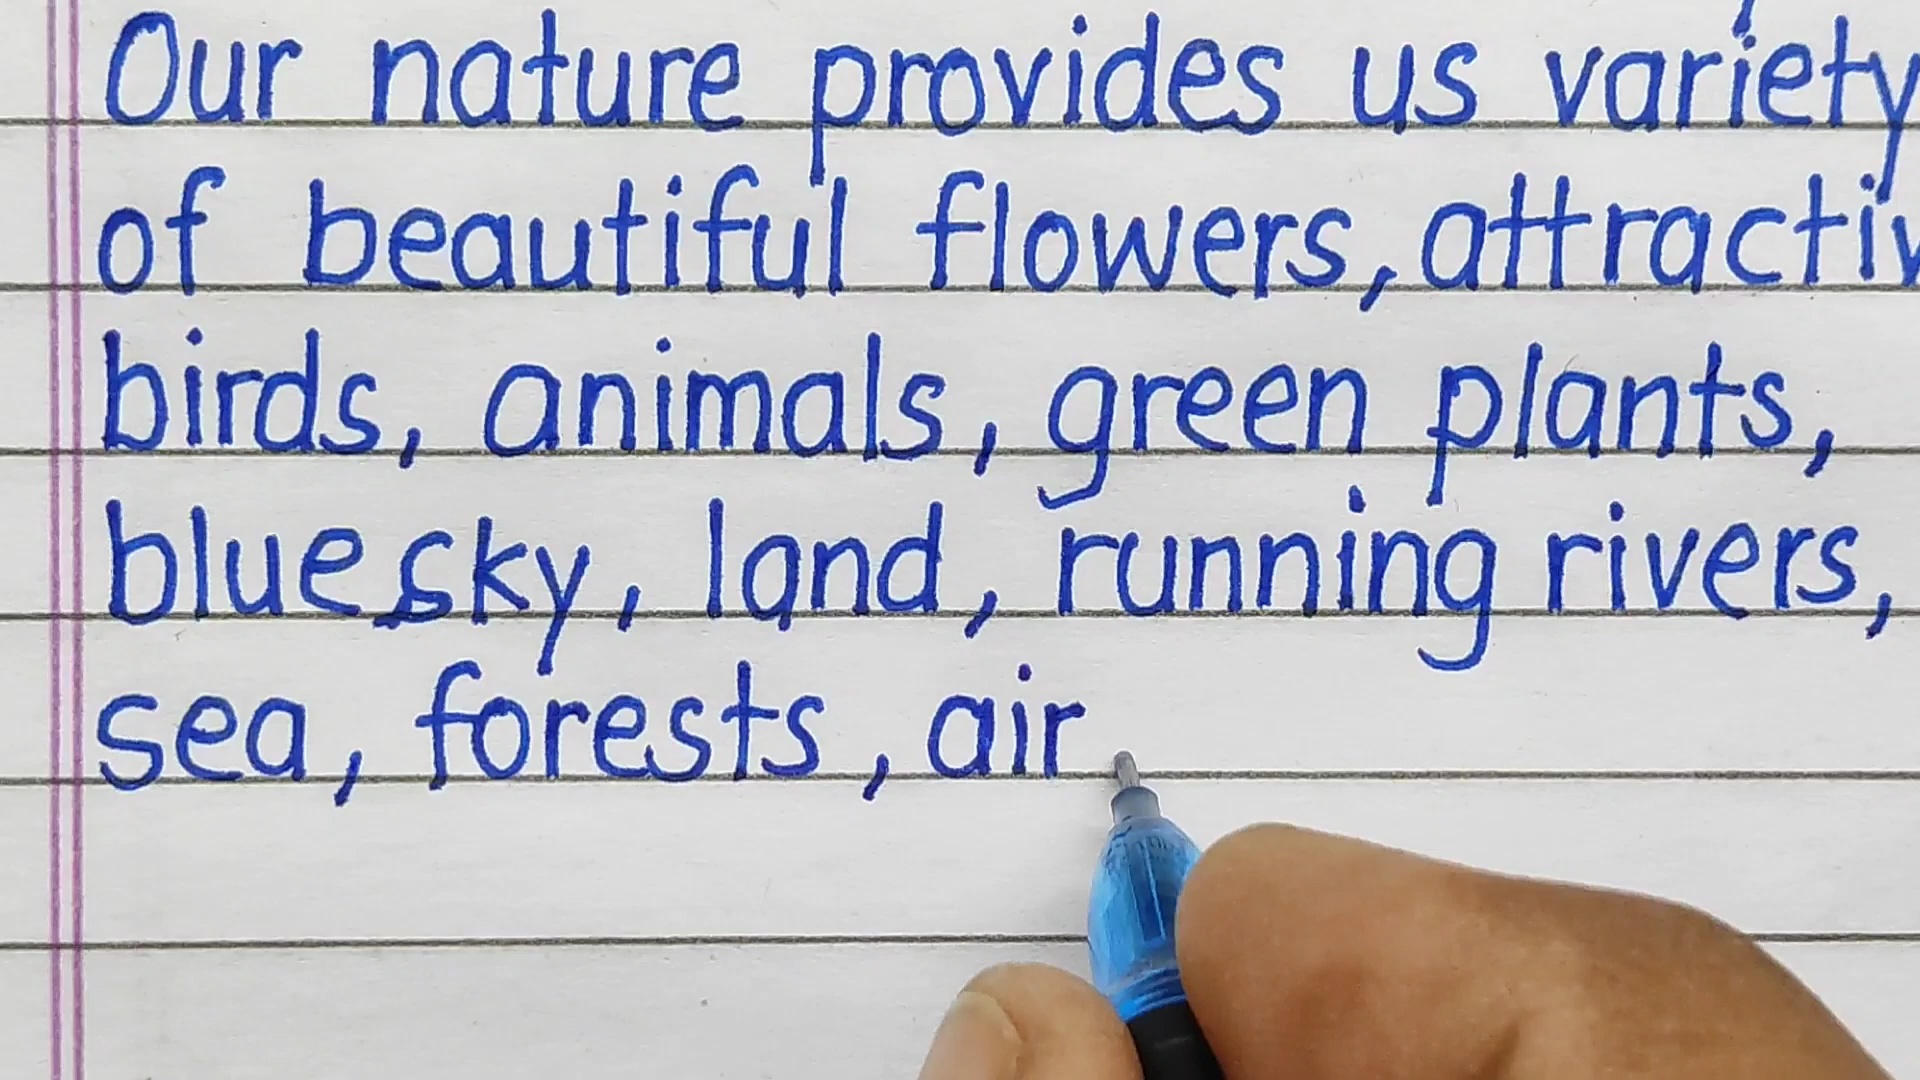 Our nature provides us variety
of beautiful flowers, attractiv
birds, animals, green plants,
blue sky, land, running rivers,
sea, forests, air